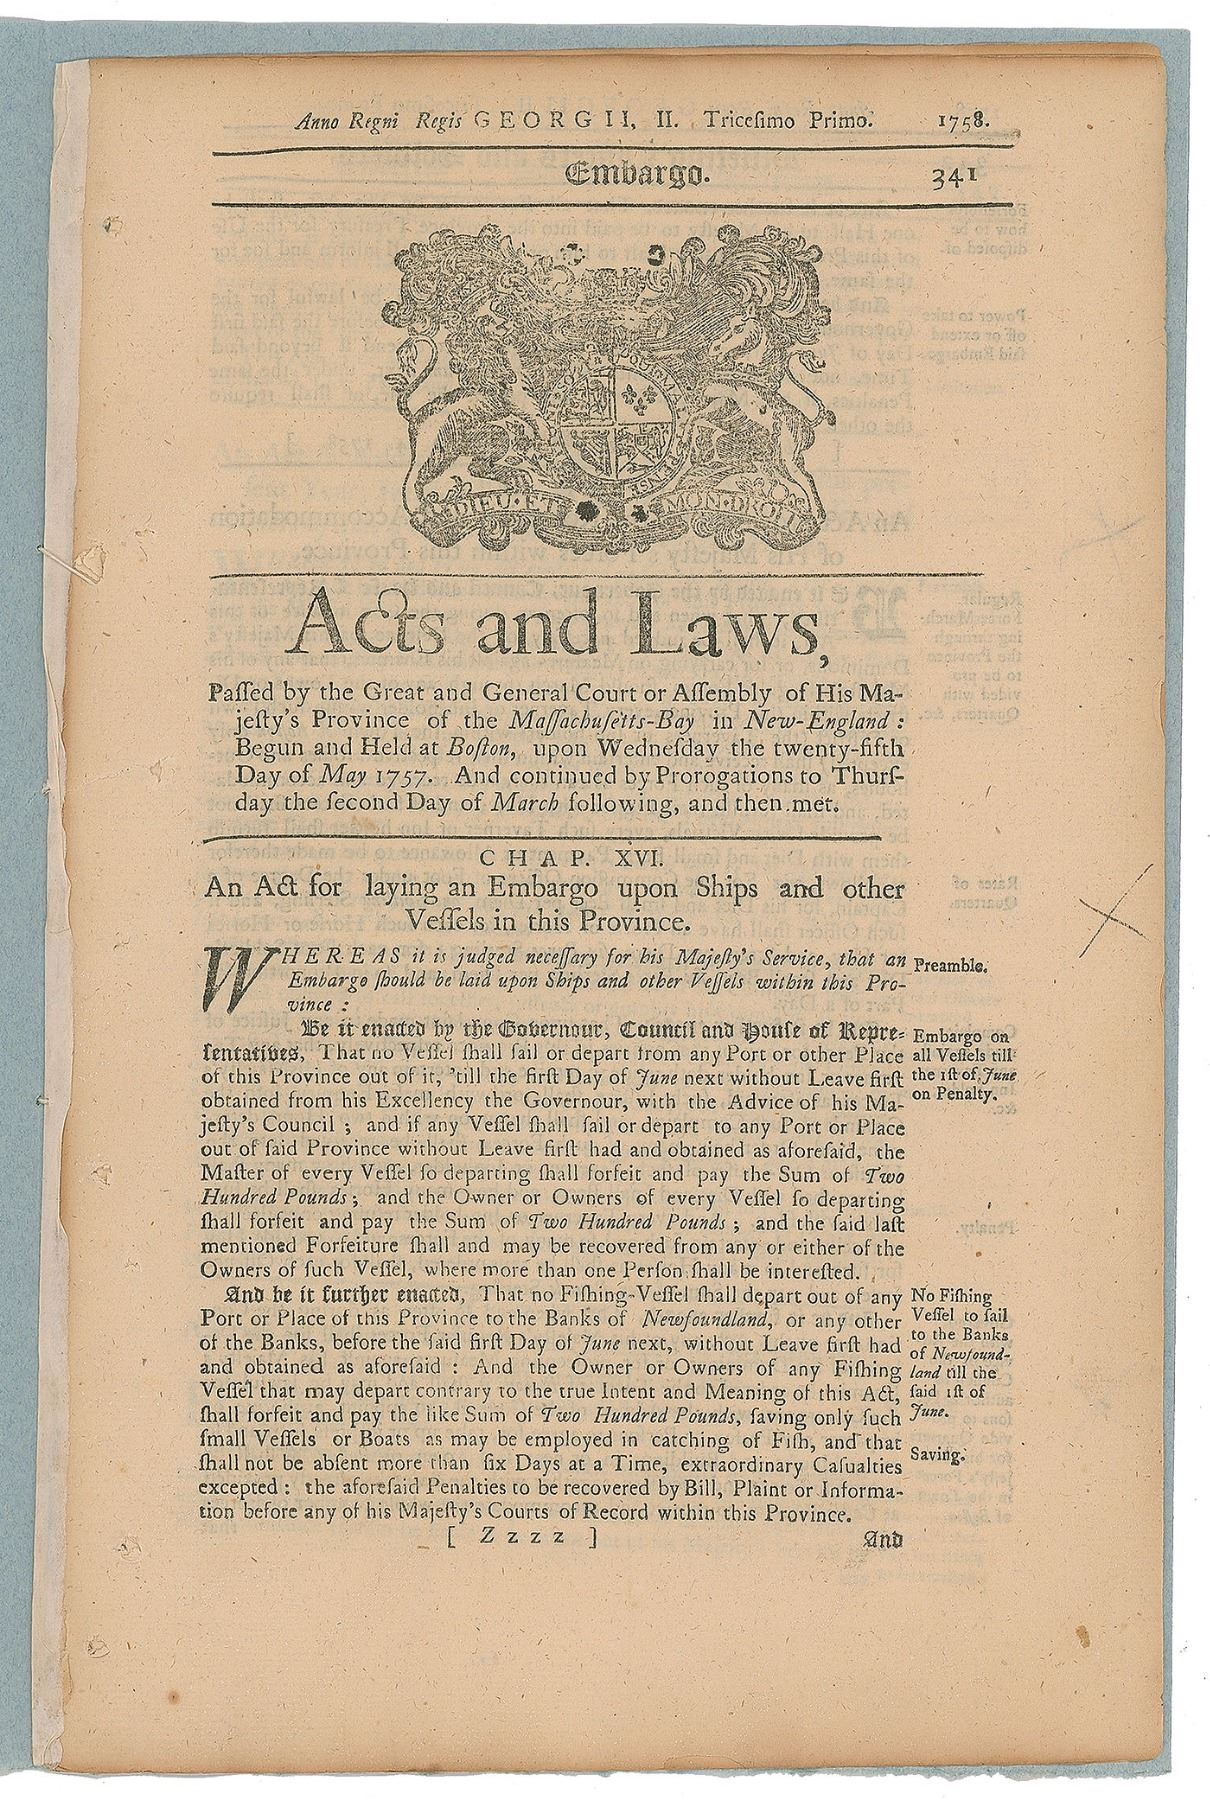 Anno Regni Regis GEORGII, II. Triceſimo Primo. 1758.
Embargo. 341
DIEU·ET MON·DROIT
Acts and Laws,
Paſſed by the Great and General Court or Aſſembly of His Ma-
jeſty's Province of the Maſſachuſetts-Bay in New-England :
Begun and Held at Boſton, upon Wedneſday the twenty-fifth
Day of May 1757. And continued by Prorogations to Thurſ-
day the ſecond Day of March following, and then met.
CHAP. XVI.
An Act for laying an Embargo upon Ships and other
Veſſels in this Province.
WHEREAS it is judged neceſſary for his Majeſty's Service, that an
Embargo ſhould be laid upon Ships and other Veſſels within this Pro-
vince :
Preamble.
Be it enacted by the Governour, Council and Houſe of Repre-
ſentatives, That no Veſſel ſhall ſail or depart from any Port or other Place
of this Province out of it, 'till the firſt Day of June next without Leave firſt
obtained from his Excellency the Governour, with the Advice of his Ma-
jeſty's Council ; and if any Veſſel ſhall ſail or depart to any Port or Place
out of ſaid Province without Leave firſt had and obtained as aforeſaid, the
Maſter of every Veſſel ſo departing ſhall forfeit and pay the Sum of Two
Hundred Pounds ; and the Owner or Owners of every Veſſel ſo departing
ſhall forfeit and pay the Sum of Two Hundred Pounds ; and the ſaid laſt
mentioned Forfeiture ſhall and may be recovered from any or either of the
Owners of ſuch Veſſel, where more than one Perſon ſhall be intereſted.
Embargo on
all Veſſels till
the 1ſt of June
on Penalty.
And be it further enacted, That no Fiſhing-Veſſel ſhall depart out of any
Port or Place of this Province to the Banks of Newfoundland, or any other
of the Banks, before the ſaid firſt Day of June next, without Leave firſt had
and obtained as aforeſaid : And the Owner or Owners of any Fiſhing
Veſſel that may depart contrary to the true Intent and Meaning of this Act,
ſhall forfeit and pay the like Sum of Two Hundred Pounds, ſaving only ſuch
ſmall Veſſels or Boats as may be employed in catching of Fiſh, and that
ſhall not be abſent more than ſix Days at a Time, extraordinary Caſualties
excepted : the aforeſaid Penalties to be recovered by Bill, Plaint or Informa-
tion before any of his Majeſty's Courts of Record within this Province.
No Fiſhing
Veſſel to ſail
to the Banks
of Newfound-
land till the
ſaid 1ſt of
June.
Saving.
[ Zzzz ] And